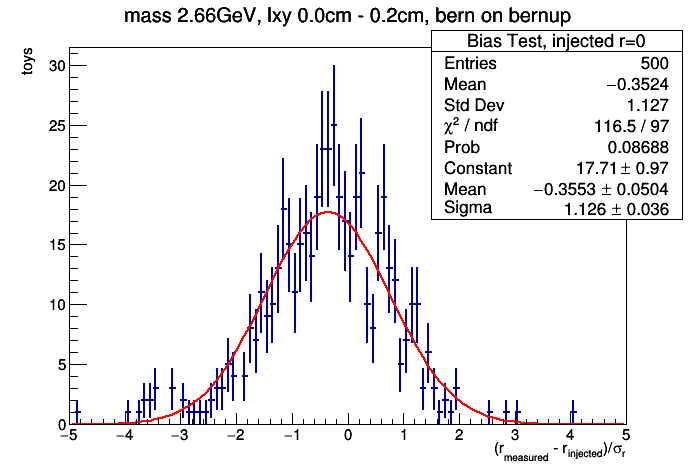 mass 2.66GeV, lxy 0.0cm - 0.2cm, bern on bernup
Bias Test, injected r=0
Entries 500
Mean −0.3524
Std Dev 1.127
χ² / ndf 116.5 / 97
Prob 0.08688
Constant 17.71 ± 0.97
Mean −0.3553 ± 0.0504
Sigma 1.126 ± 0.036
toys
30
25
20
15
10
5
0
−5 −4 −3 −2 −1 0 1 2 3 4 5
(r_measured - r_injected)/σ_r